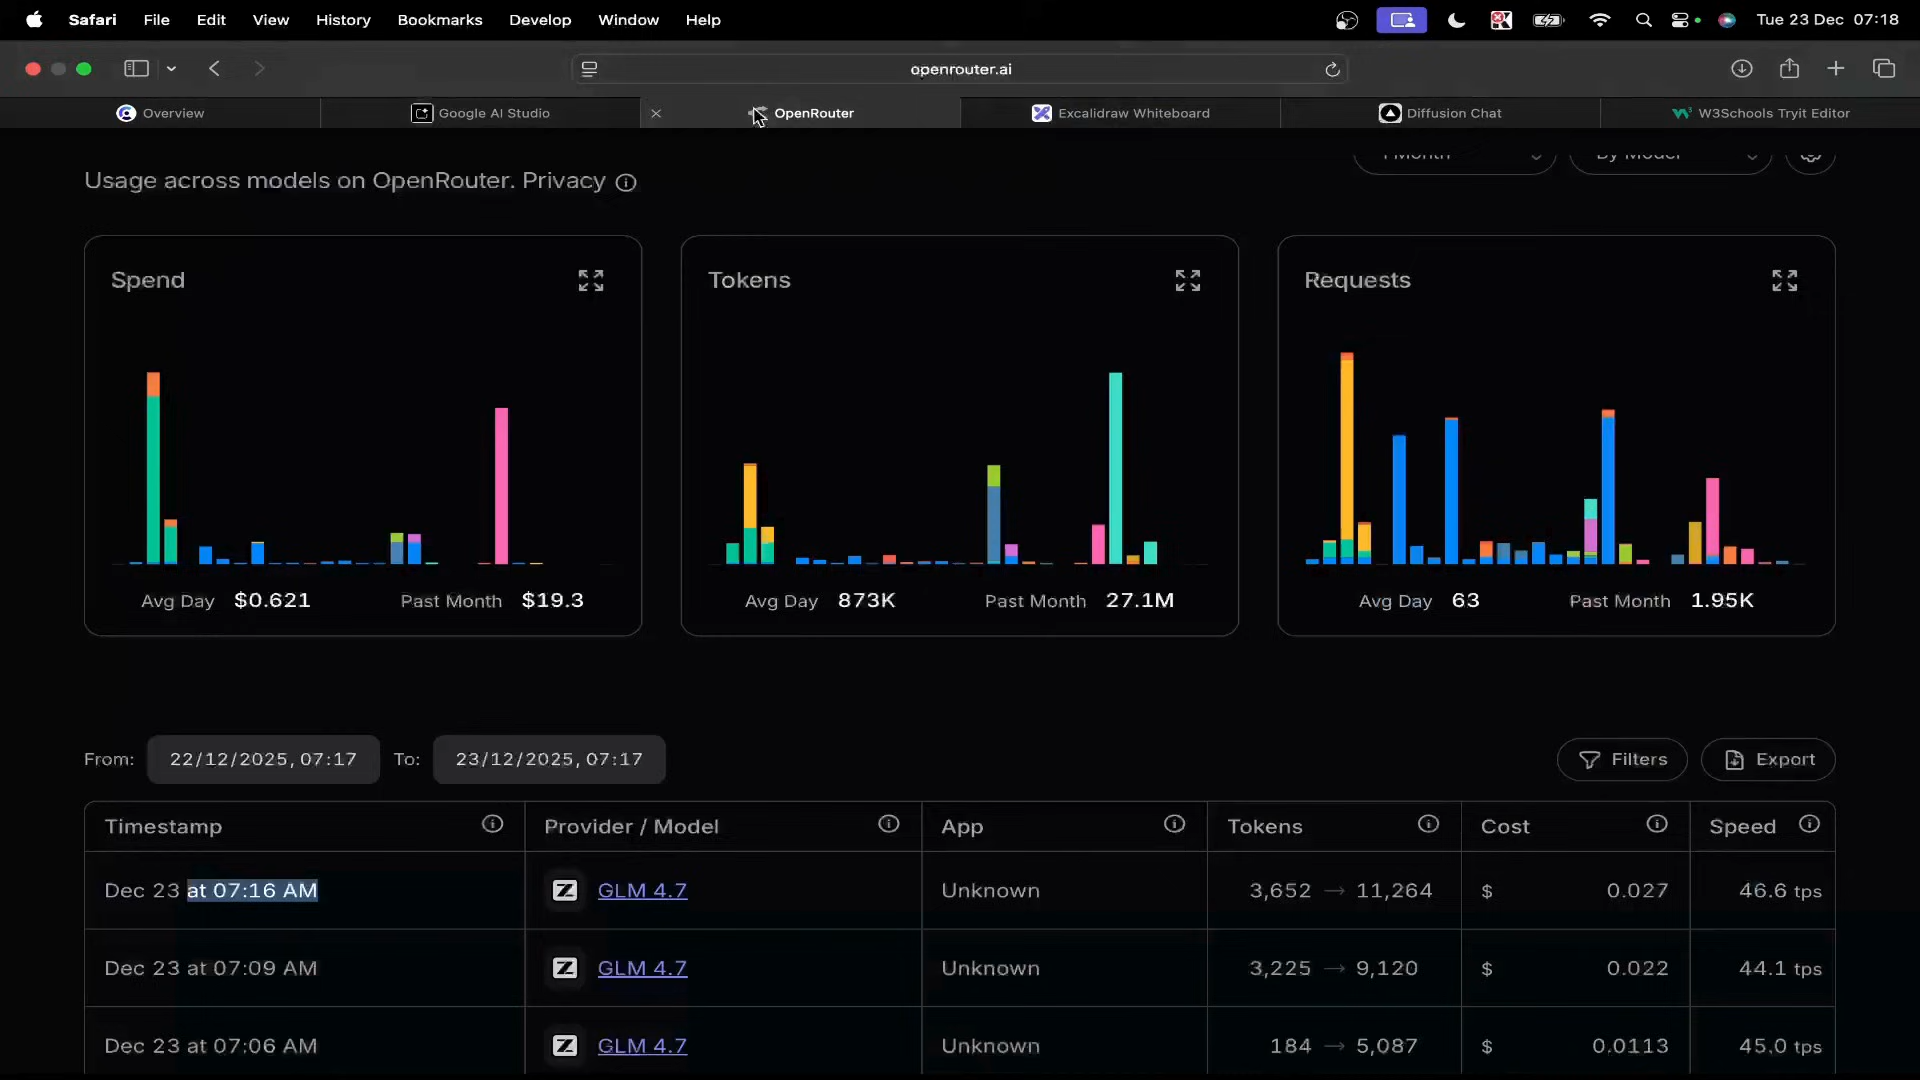 Safari File Edit View History Bookmarks Develop Window Help Tue 23 Dec 07:18
openrouter.ai
Overview Google AI Studio OpenRouter Excalidraw Whiteboard Diffusion Chat W3Schools Tryit Editor
1 Month By Model
Usage across models on OpenRouter. Privacy
Spend Tokens Requests
Avg Day $0.621 Past Month $19.3 Avg Day 873K Past Month 27.1M Avg Day 63 Past Month 1.95K
From: 22/12/2025, 07:17 To: 23/12/2025, 07:17 Filters Export
Timestamp Provider / Model App Tokens Cost Speed
Dec 23 at 07:16 AM GLM 4.7 Unknown 3,652 → 11,264 $ 0.027 46.6 tps
Dec 23 at 07:09 AM GLM 4.7 Unknown 3,225 → 9,120 $ 0.022 44.1 tps
Dec 23 at 07:06 AM GLM 4.7 Unknown 184 → 5,087 $ 0.0113 45.0 tps